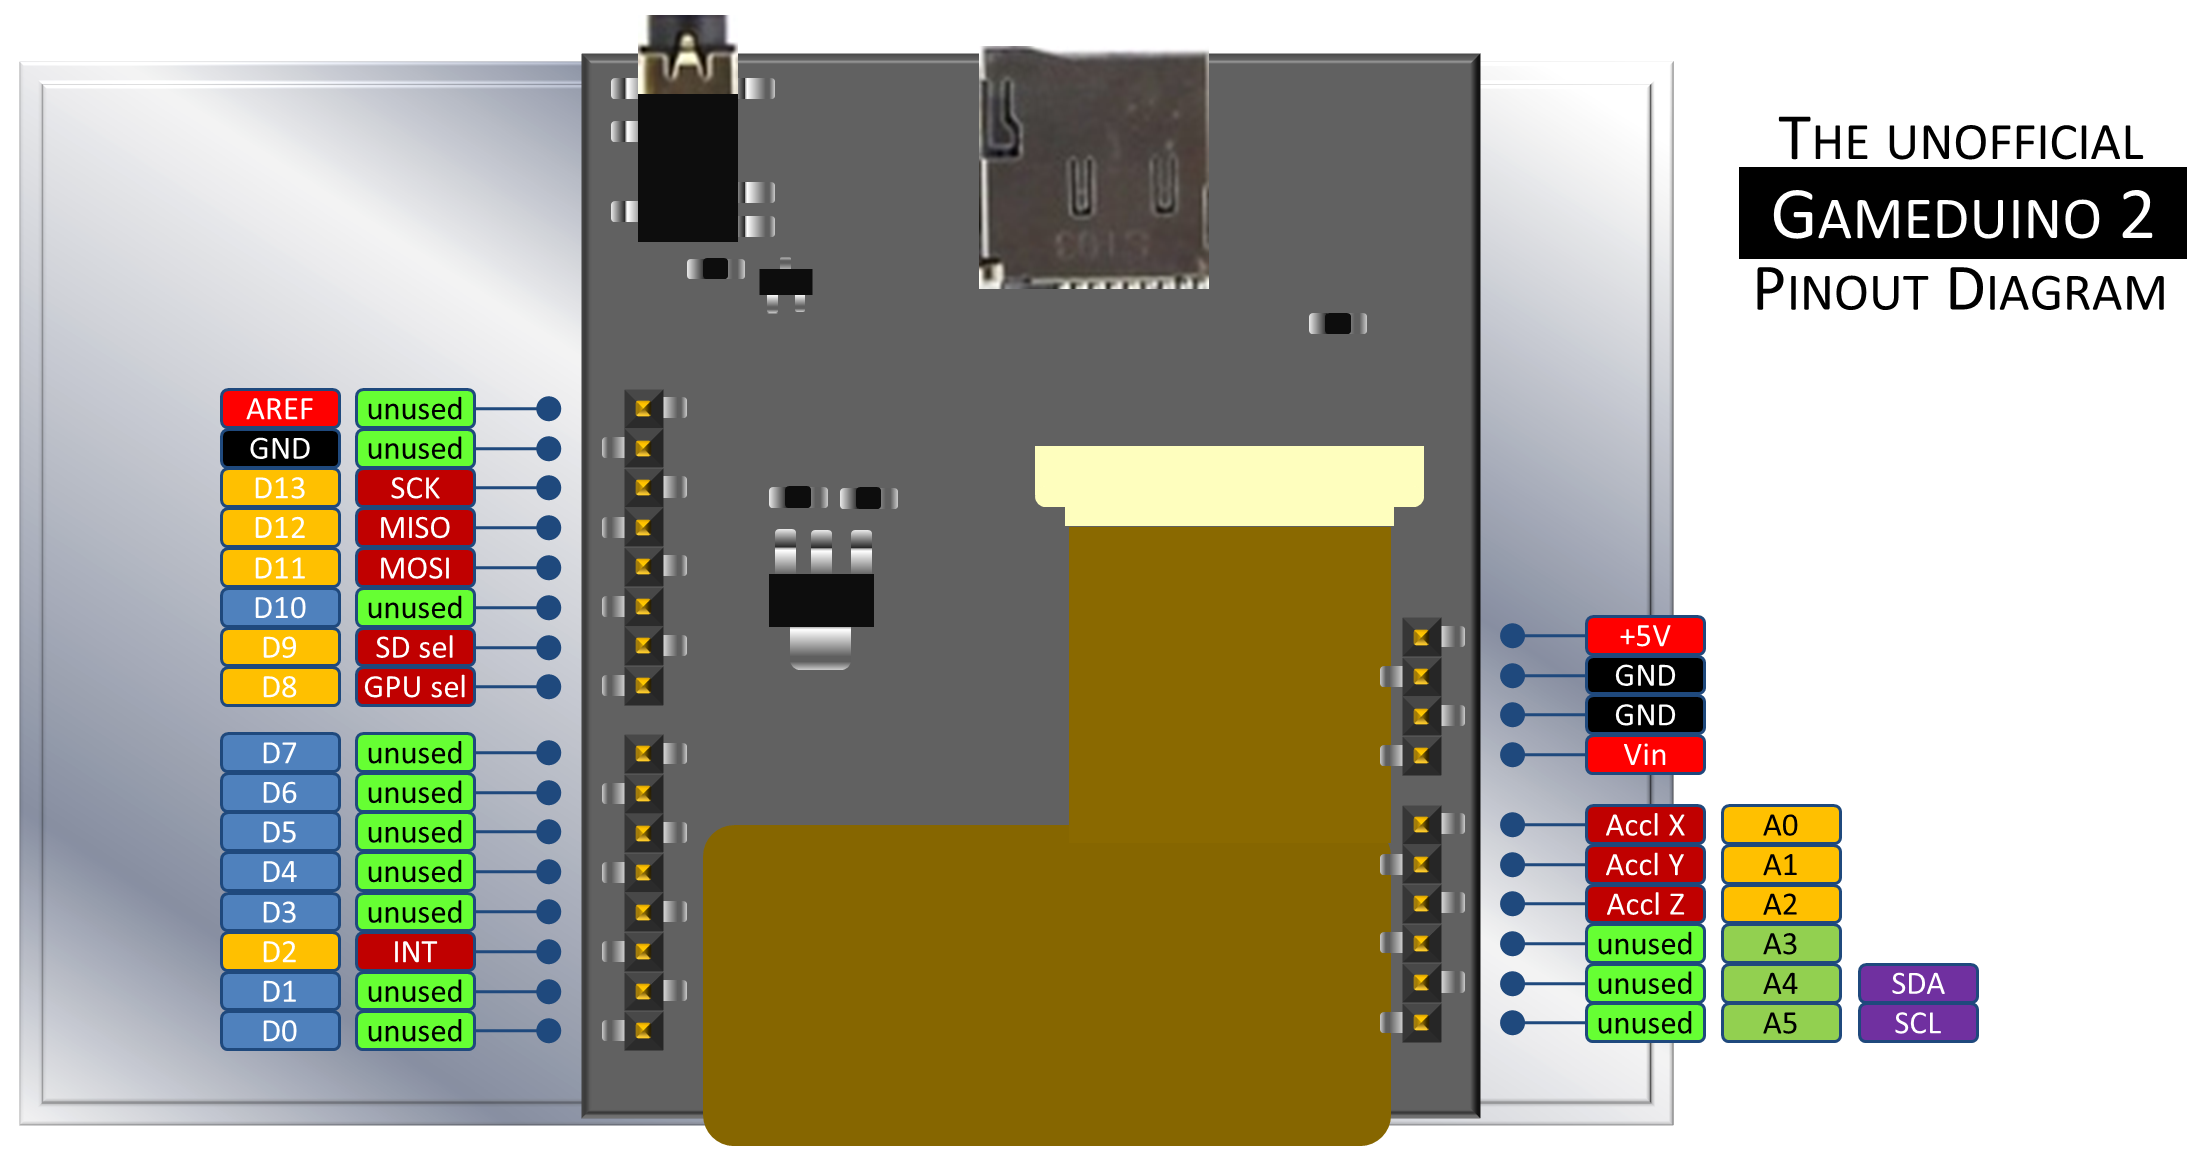 THE UNOFFICIAL
GAMEDUINO 2
PINOUT DIAGRAM
AREF unused
GND unused
D13 SCK
D12 MISO
D11 MOSI
D10 unused
D9 SD sel
D8 GPU sel
D7 unused
D6 unused
D5 unused
D4 unused
D3 unused
D2 INT
D1 unused
D0 unused
+5V
GND
GND
Vin
Accl X A0
Accl Y A1
Accl Z A2
unused A3
unused A4 SDA
unused A5 SCL